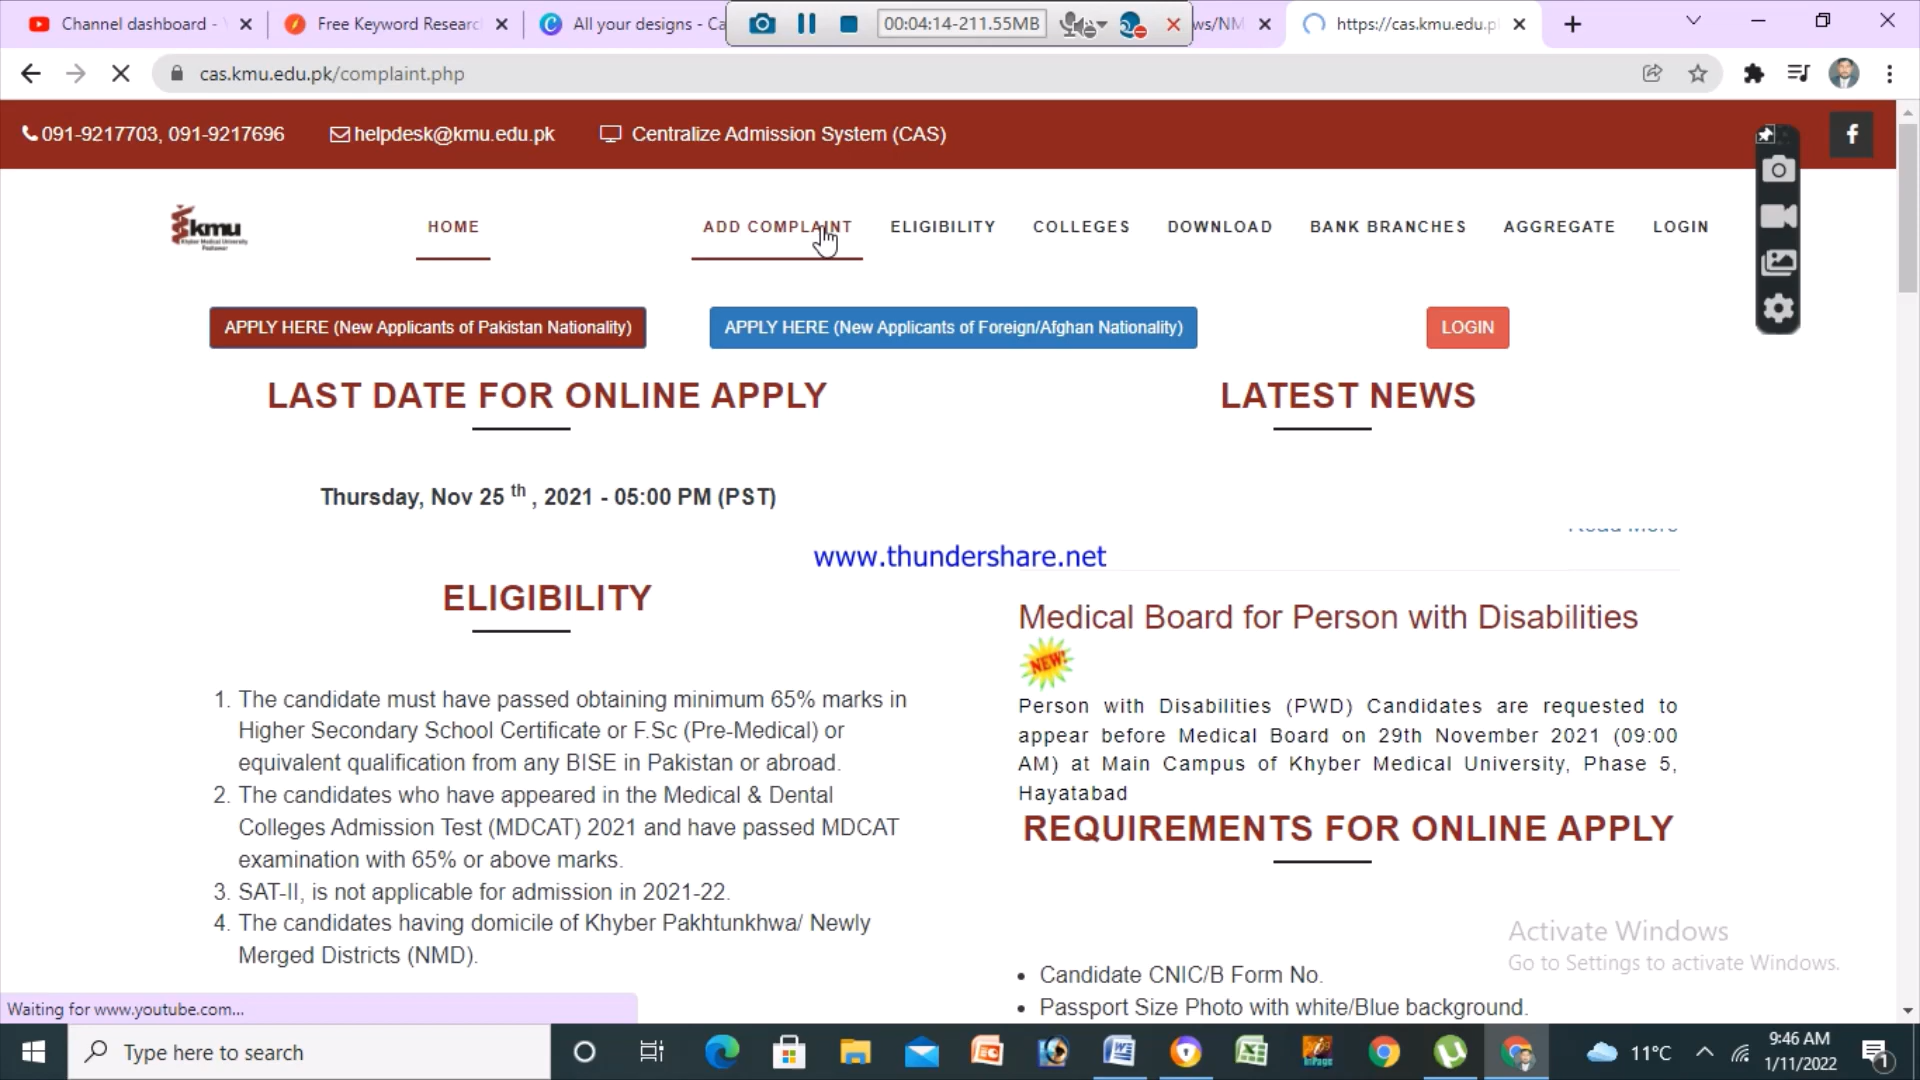 Channel dashboard -
Free Keyword Researc
All your designs - Ca
00:04:14-211.55MB
ws/NM
https://cas.kmu.edu.p
cas.kmu.edu.pk/complaint.php
091-9217703, 091-9217696
helpdesk@kmu.edu.pk
Centralize Admission System (CAS)
f
kmu
Khyber Medical University
Peshawar
HOME
ADD COMPLAINT
ELIGIBILITY
COLLEGES
DOWNLOAD
BANK BRANCHES
AGGREGATE
LOGIN
APPLY HERE (New Applicants of Pakistan Nationality)
APPLY HERE (New Applicants of Foreign/Afghan Nationality)
LOGIN
LAST DATE FOR ONLINE APPLY
Thursday, Nov 25 th , 2021 - 05:00 PM (PST)
ELIGIBILITY
1. The candidate must have passed obtaining minimum 65% marks in
Higher Secondary School Certificate or F.Sc (Pre-Medical) or
equivalent qualification from any BISE in Pakistan or abroad.
2. The candidates who have appeared in the Medical & Dental
Colleges Admission Test (MDCAT) 2021 and have passed MDCAT
examination with 65% or above marks.
3. SAT-II, is not applicable for admission in 2021-22.
4. The candidates having domicile of Khyber Pakhtunkhwa/ Newly
Merged Districts (NMD).
LATEST NEWS
Read More
www.thundershare.net
Medical Board for Person with Disabilities
NEW!
Person with Disabilities (PWD) Candidates are requested to
appear before Medical Board on 29th November 2021 (09:00
AM) at Main Campus of Khyber Medical University, Phase 5,
Hayatabad
REQUIREMENTS FOR ONLINE APPLY
• Candidate CNIC/B Form No.
• Passport Size Photo with white/Blue background.
Activate Windows
Go to Settings to activate Windows.
Waiting for www.youtube.com...
Type here to search
11°C
9:46 AM
1/11/2022
1